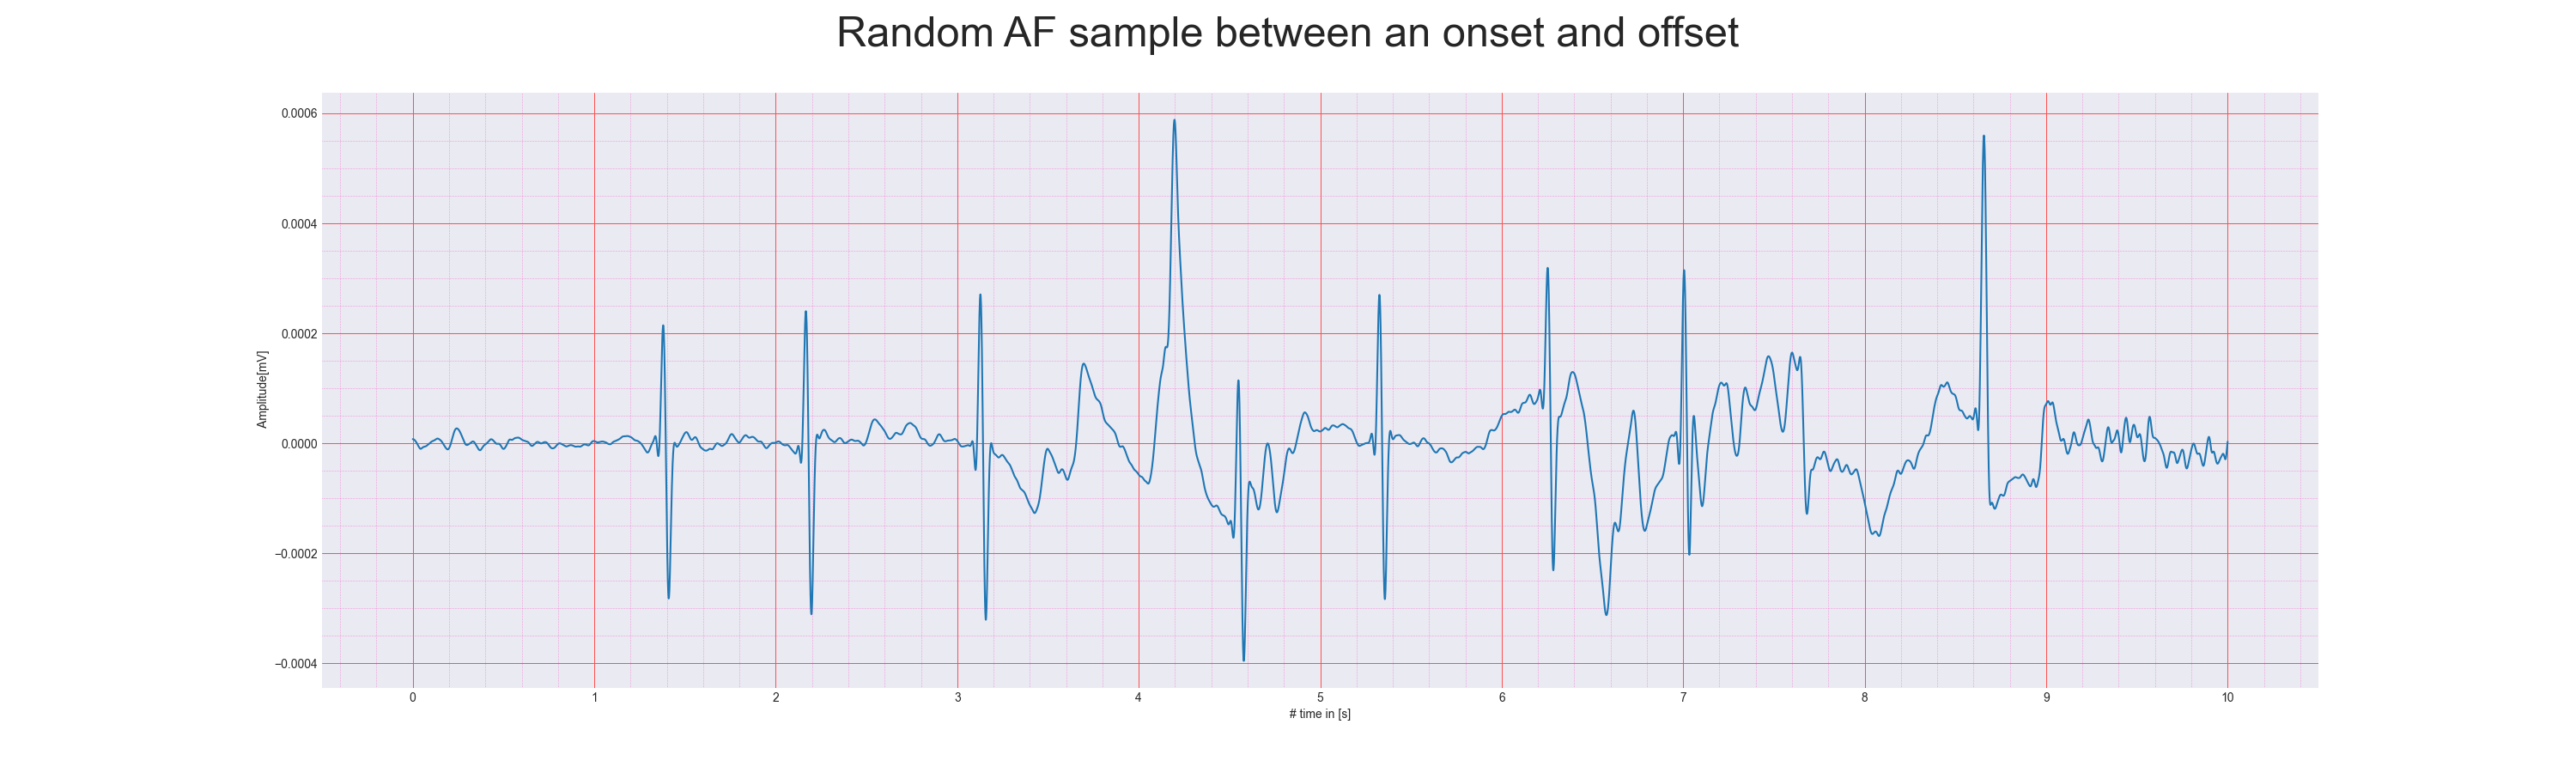 Random AF sample between an onset and offset
0.0006
0.0004
0.0002
0.0000
−0.0002
−0.0004
Amplitude[mV]
0 1 2 3 4 5 6 7 8 9 10
# time in [s]